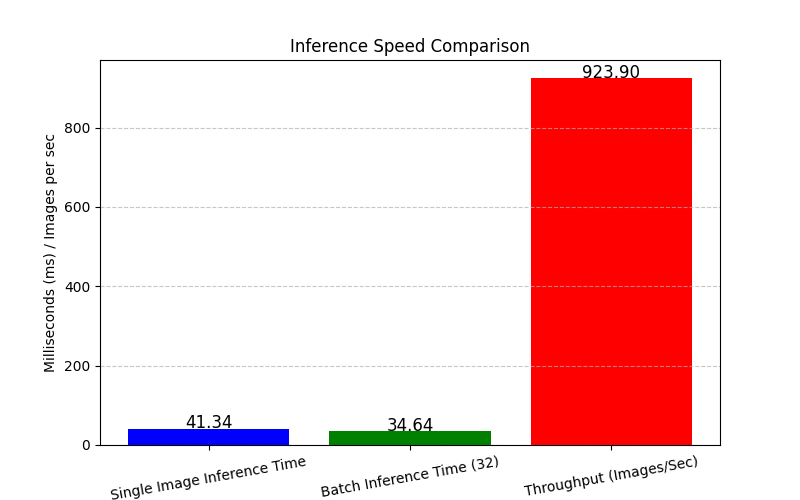 Inference Speed Comparison
Milliseconds (ms) / Images per sec
800
600
400
200
0
41.34
34.64
923.90
Single Image Inference Time
Batch Inference Time (32)
Throughput (Images/Sec)